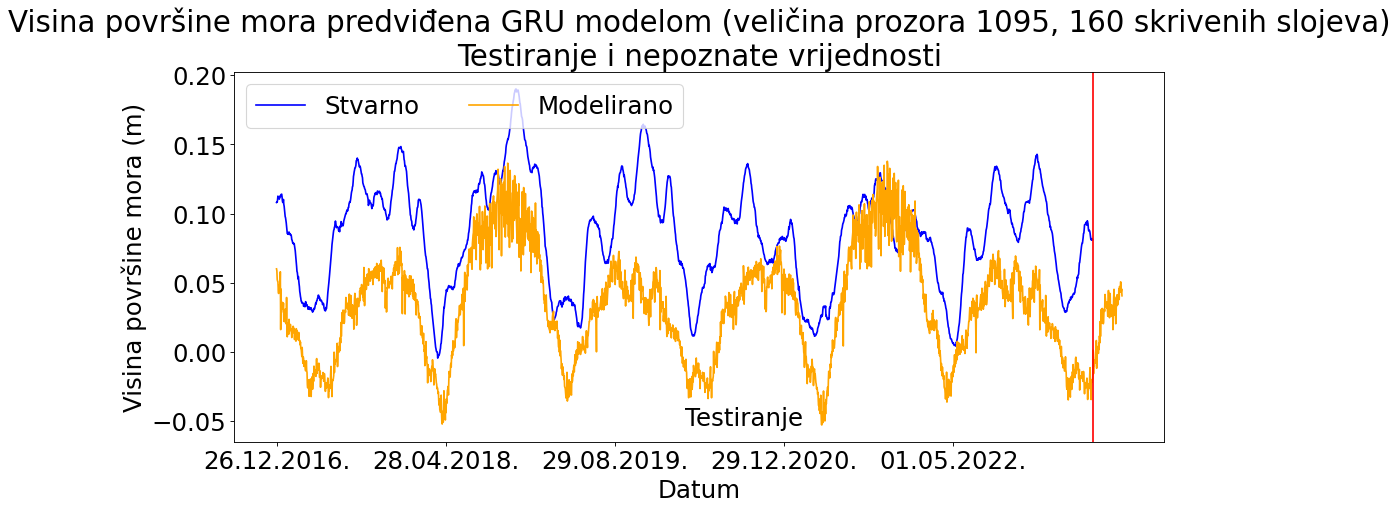 Visina površine mora predviđena GRU modelom (veličina prozora 1095, 160 skrivenih slojeva)
Testiranje i nepoznate vrijednosti
Stvarno Modelirano
Visina površine mora (m)
0.20
0.15
0.10
0.05
0.00
−0.05
Testiranje
26.12.2016. 28.04.2018. 29.08.2019. 29.12.2020. 01.05.2022.
Datum